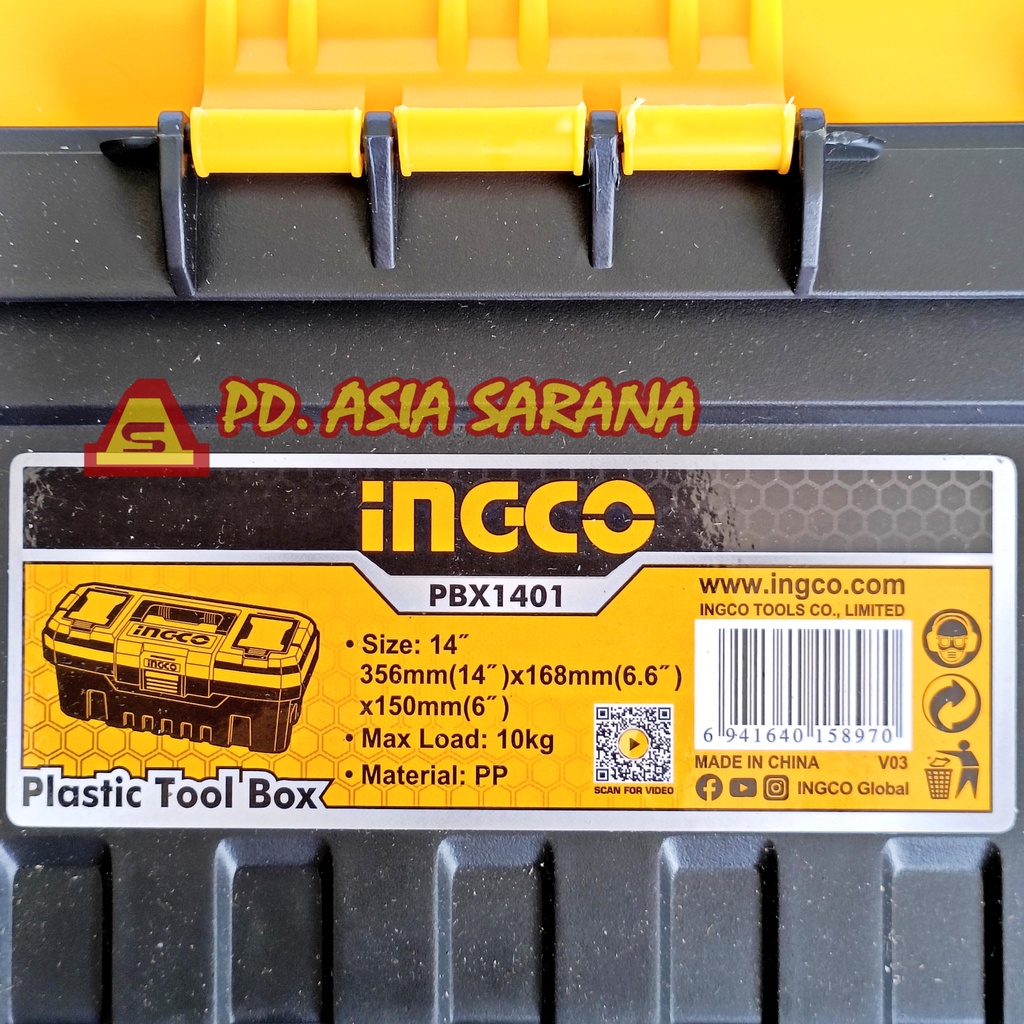 PD. ASIA SARANA
S
INGCO
PBX1401
INGCO
INGCO
Plastic Tool Box
• Size: 14″
356mm(14″)x168mm(6.6″)
x150mm(6″)
• Max Load: 10kg
• Material: PP
SCAN FOR VIDEO
www.ingco.com
INGCO TOOLS CO., LIMITED
6 941640 158970
MADE IN CHINA V03
INGCO Global